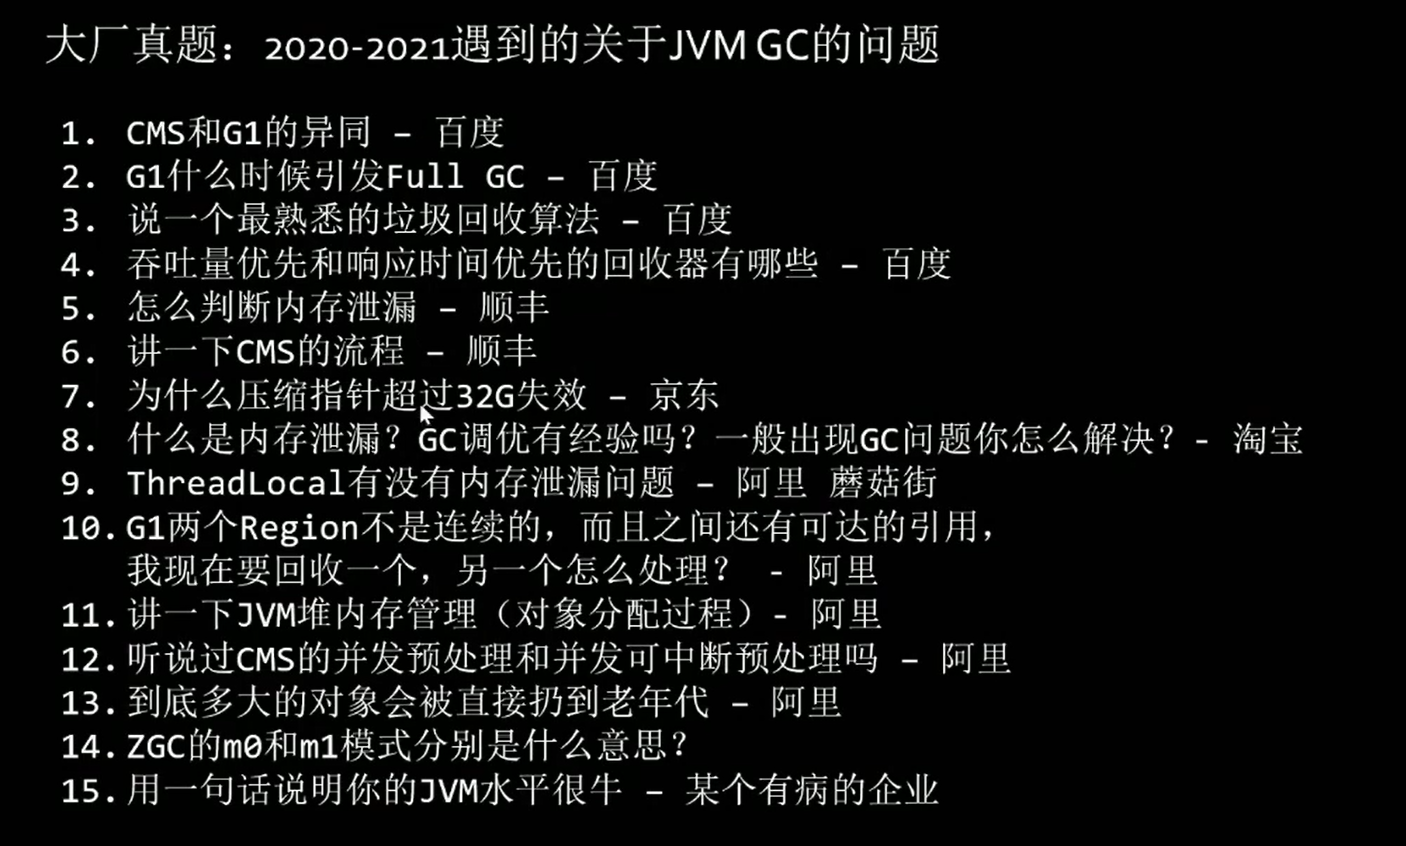 大厂真题：2020-2021遇到的关于JVM GC的问题
1. CMS和G1的异同 – 百度
2. G1什么时候引发Full GC – 百度
3. 说一个最熟悉的垃圾回收算法 – 百度
4. 吞吐量优先和响应时间优先的回收器有哪些 – 百度
5. 怎么判断内存泄漏 – 顺丰
6. 讲一下CMS的流程 – 顺丰
7. 为什么压缩指针超过32G失效 – 京东
8. 什么是内存泄漏？GC调优有经验吗？一般出现GC问题你怎么解决？- 淘宝
9. ThreadLocal有没有内存泄漏问题 – 阿里 蘑菇街
10.G1两个Region不是连续的，而且之间还有可达的引用，
我现在要回收一个，另一个怎么处理？ - 阿里
11.讲一下JVM堆内存管理（对象分配过程）- 阿里
12.听说过CMS的并发预处理和并发可中断预处理吗 – 阿里
13.到底多大的对象会被直接扔到老年代 – 阿里
14.ZGC的m0和m1模式分别是什么意思？
15.用一句话说明你的JVM水平很牛 – 某个有病的企业